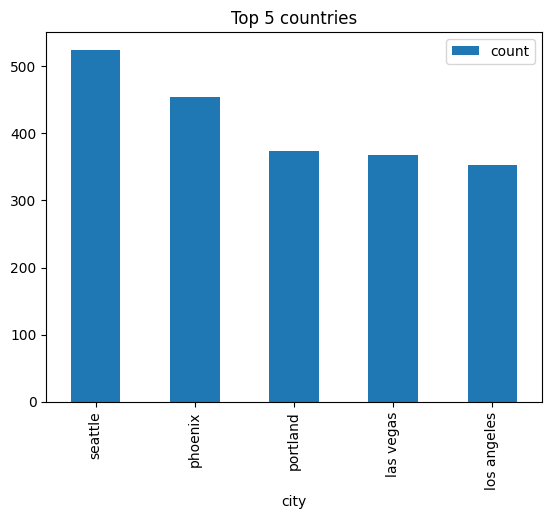 Top 5 countries
count
500
400
300
200
100
0
seattle
phoenix
portland
las vegas
los angeles
city